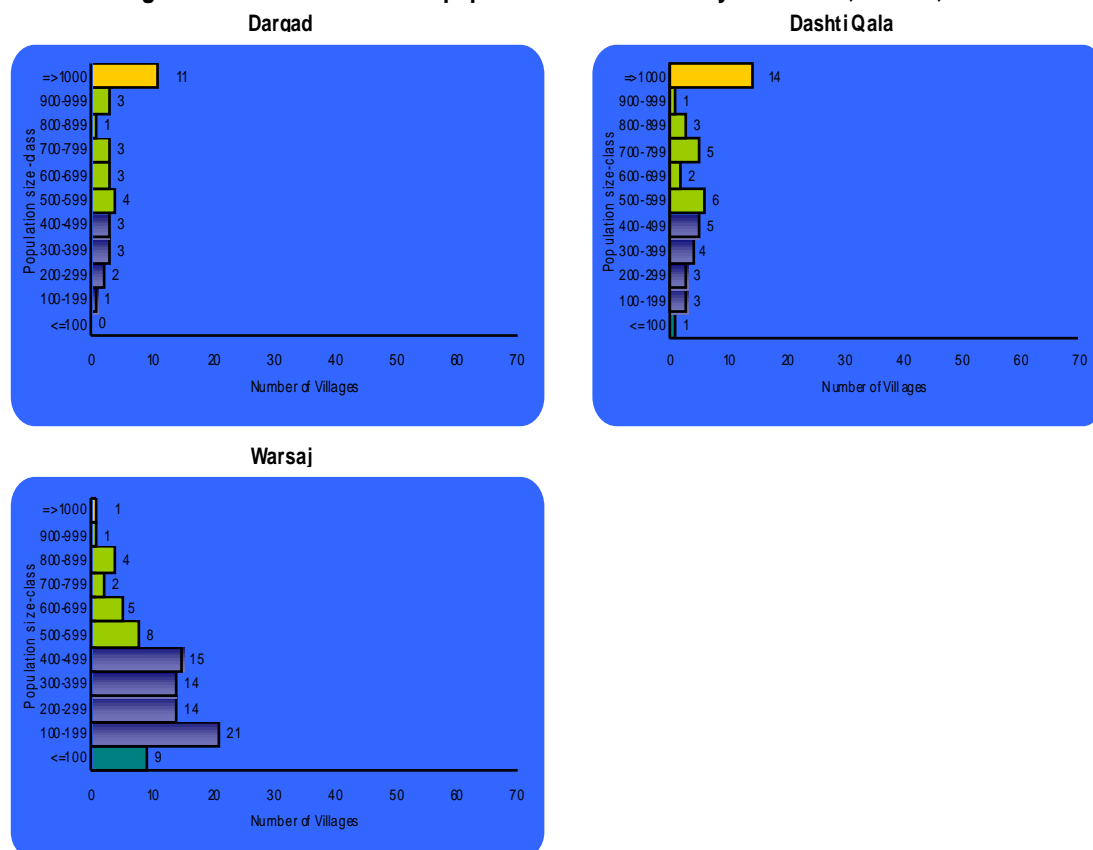 Darqad
Population size-class
=>1000 11
900-999 3
800-899 1
700-799 3
600-699 3
500-599 4
400-499 3
300-399 3
200-299 2
100-199 1
<=100 0
0 10 20 30 40 50 60 70
Number of Villages
Dashti Qala
Population size-class
=>1000 14
900-999 1
800-899 3
700-799 5
600-699 2
500-599 6
400-499 5
300-399 4
200-299 3
100-199 3
<=100 1
0 10 20 30 40 50 60 70
Number of Villages
Warsaj
Population size-class
=>1000 1
900-999 1
800-899 4
700-799 2
600-699 5
500-599 8
400-499 15
300-399 14
200-299 14
100-199 21
<=100 9
0 10 20 30 40 50 60 70
Number of Villages